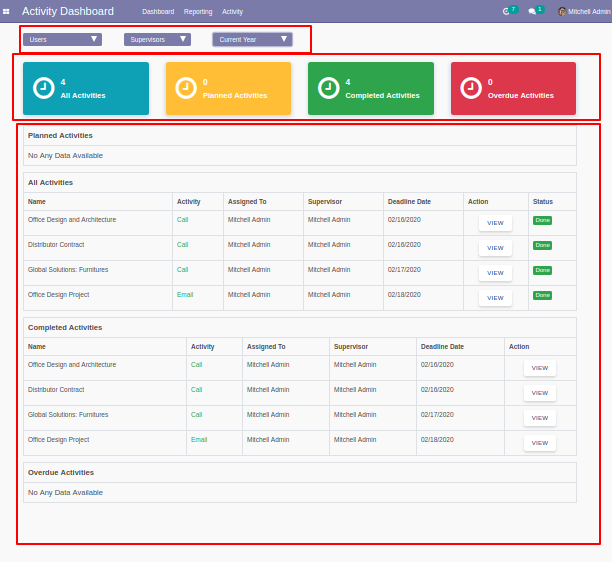 Activity Dashboard Dashboard Reporting Activity 7 1 Mitchell Admin
Users Supervisors Current Year
4 0 4 0
All Activities Planned Activities Completed Activities Overdue Activities
Planned Activities
No Any Data Available
All Activities
Name Activity Assigned To Supervisor Deadline Date Action Status
Office Design and Architecture Call Mitchell Admin Mitchell Admin 02/16/2020 VIEW Done
Distributor Contract Call Mitchell Admin Mitchell Admin 02/16/2020 VIEW Done
Global Solutions: Furnitures Call Mitchell Admin Mitchell Admin 02/17/2020 VIEW Done
Office Design Project Email Mitchell Admin Mitchell Admin 02/18/2020 VIEW Done
Completed Activities
Name Activity Assigned To Supervisor Deadline Date Action
Office Design and Architecture Call Mitchell Admin Mitchell Admin 02/16/2020 VIEW
Distributor Contract Call Mitchell Admin Mitchell Admin 02/16/2020 VIEW
Global Solutions: Furnitures Call Mitchell Admin Mitchell Admin 02/17/2020 VIEW
Office Design Project Email Mitchell Admin Mitchell Admin 02/18/2020 VIEW
Overdue Activities
No Any Data Available